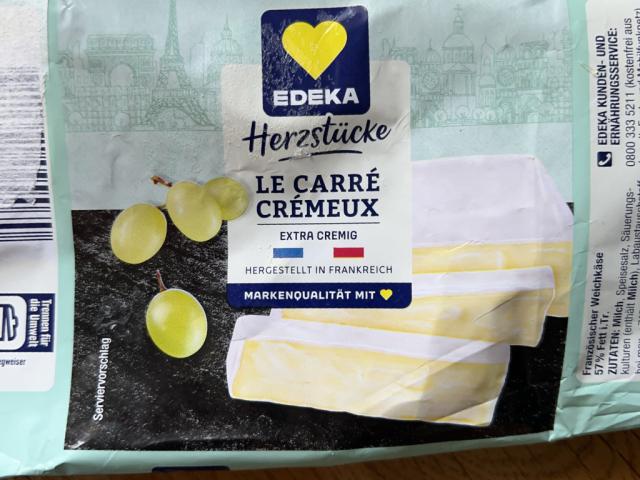 EDEKA
Herzstücke
LE CARRÉ
CRÉMEUX
EXTRA CREMIG
HERGESTELLT IN FRANKREICH
MARKENQUALITÄT MIT
Serviervorschlag
Trennen für
die Umwelt
EDEKA KUNDEN- UND
ERNÄHRUNGSSERVICE:
0800 333 5211 (kostenfrei aus
Französischer Weichkäse
57 % Fett i.Tr.
ZUTATEN: Milch, Speisesalz, Säuerungs-
kulturen (enthält Milch),